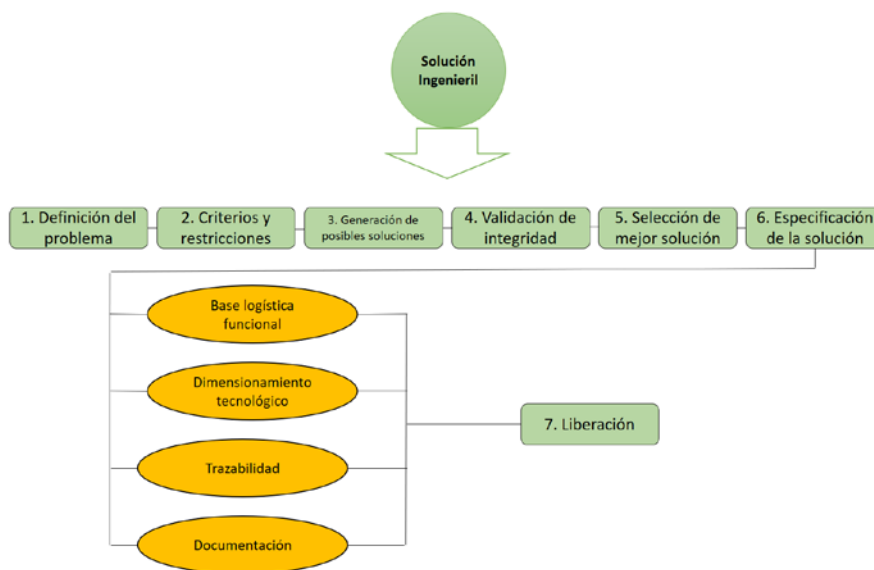 Solución
Ingenieril
1. Definición del
problema
2. Criterios y
restricciones
3. Generación de
posibles soluciones
4. Validación de
integridad
5. Selección de
mejor solución
6. Especificación
de la solución
Base logística
funcional
Dimensionamiento
tecnológico
Trazabilidad
Documentación
7. Liberación